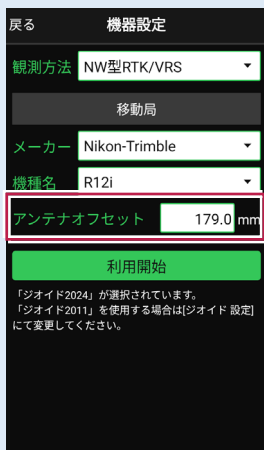 戻る 機器設定
観測方法 NW型RTK/VRS
移動局
メーカー Nikon-Trimble
機種名 R12i
アンテナオフセット 179.0 mm
利用開始
「ジオイド2024」が選択されています。
「ジオイド2011」を使用する場合は[ジオイド 設定]
にて変更してください。